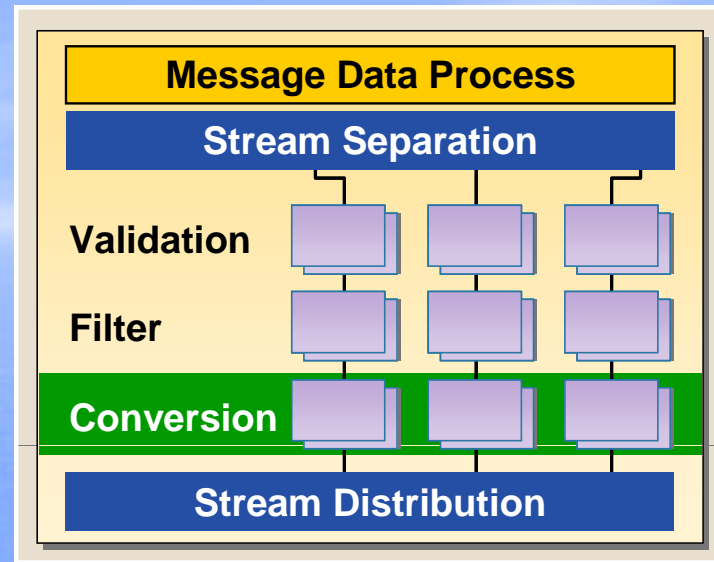 Message Data Process
Stream Separation
Validation
Filter
Conversion
Stream Distribution